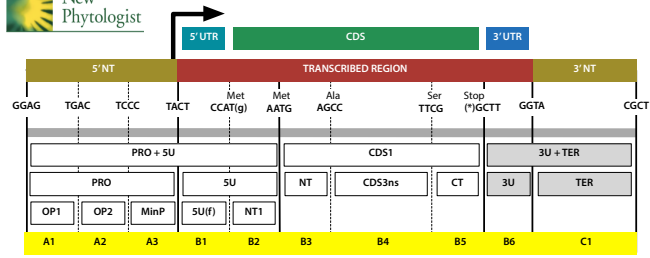 New
Phytologist
5' UTR CDS 3' UTR
5' NT TRANSCRIBED REGION 3' NT
Met Met Ala Ser Stop
GGAG TGAC TCCC TACT CCAT(g) AATG AGCC TTCG (*)GCTT GGTA CGCT
PRO + 5U CDS1 3U + TER
PRO 5U NT CDS3ns CT 3U TER
OP1 OP2 MinP 5U(f) NT1
A1 A2 A3 B1 B2 B3 B4 B5 B6 C1